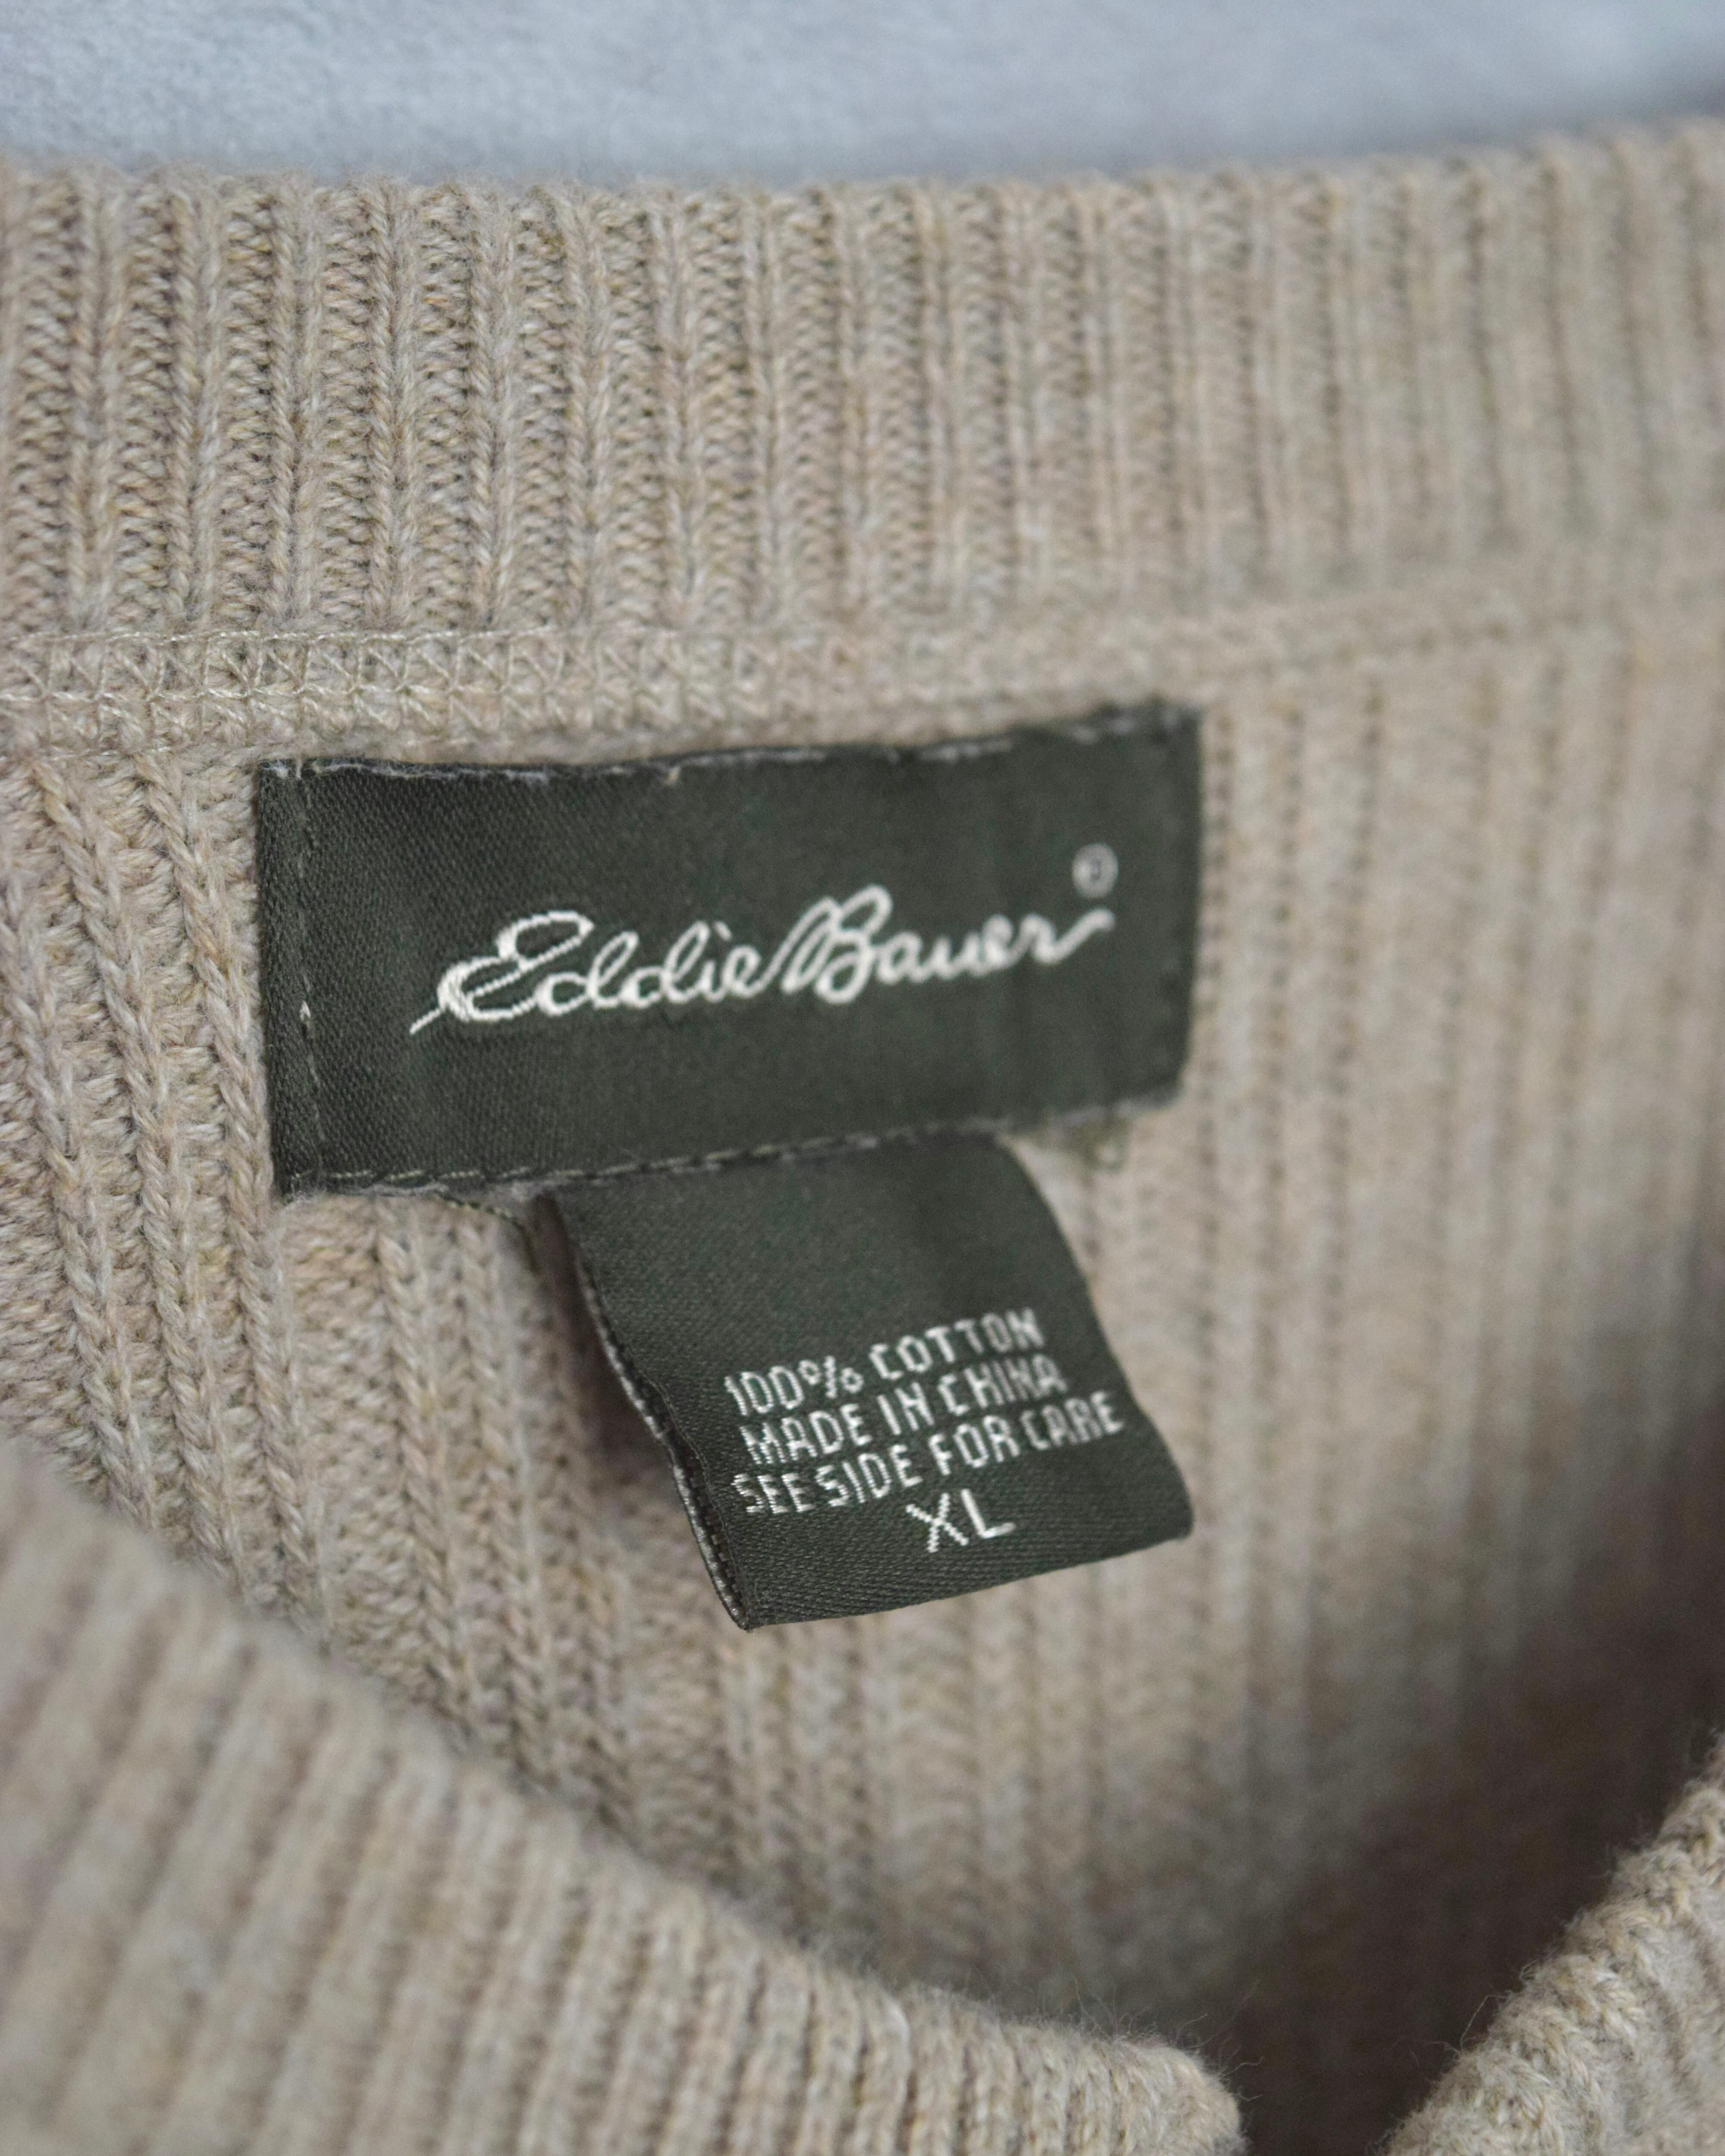 Eddie Bauer®
100% COTTON
MADE IN CHINA
SEE SIDE FOR CARE
XL